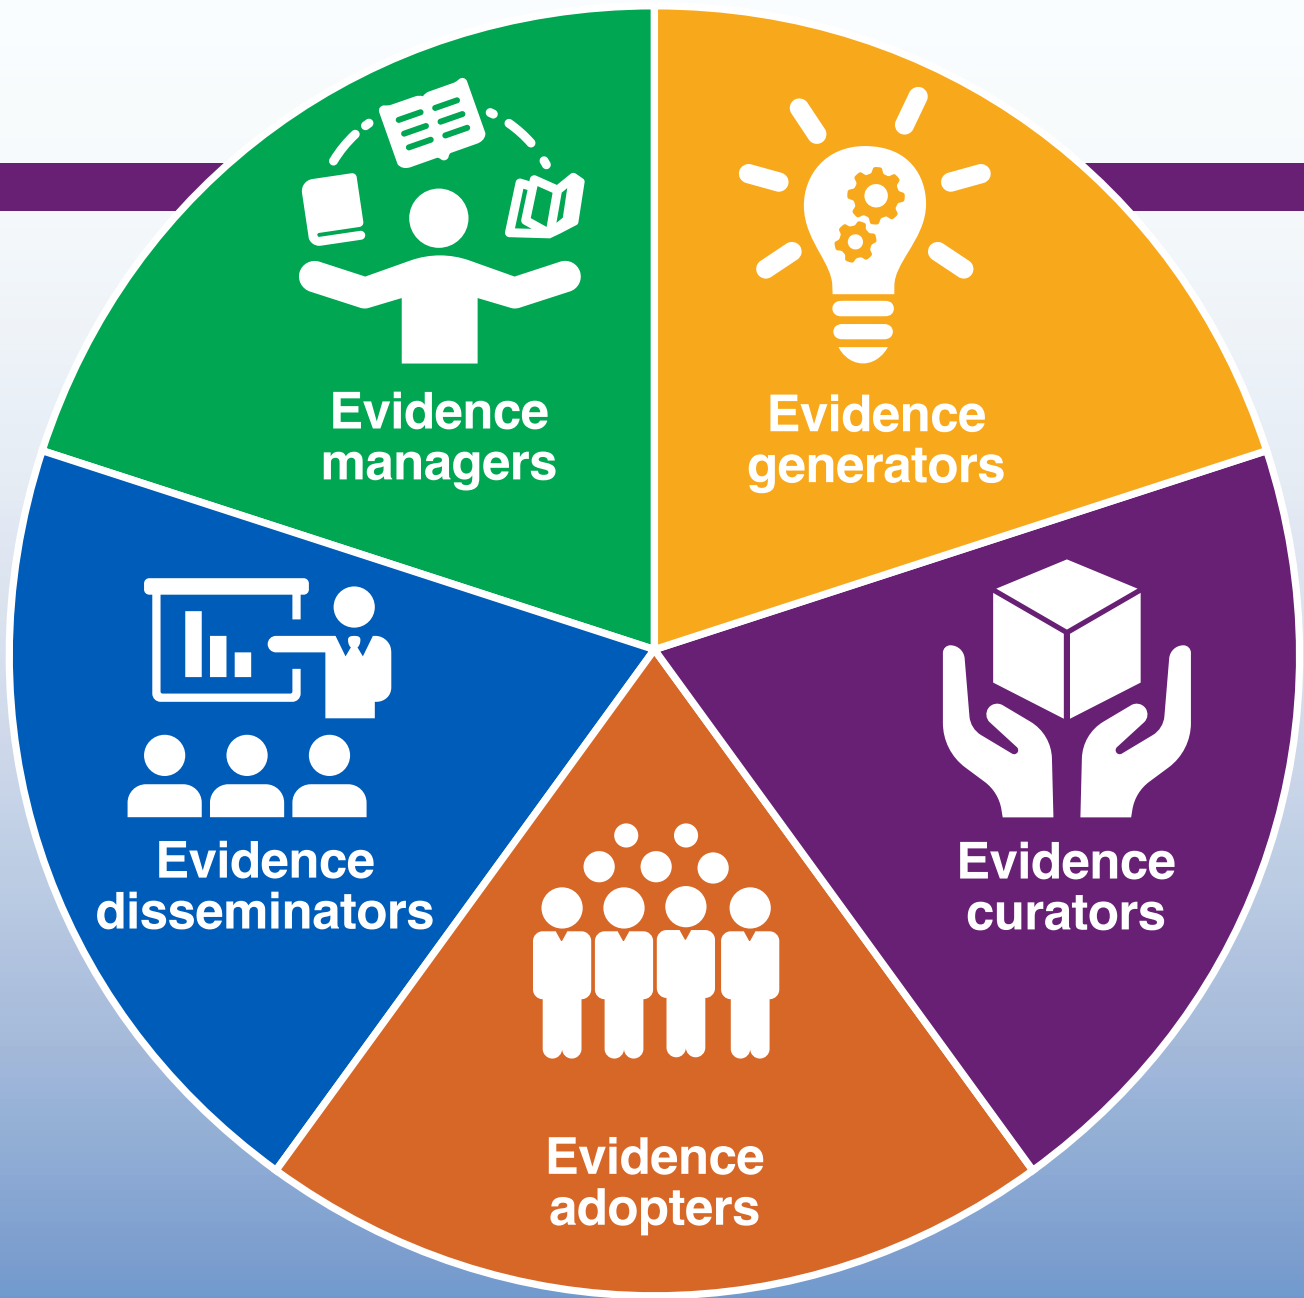 Evidence
managers
Evidence
generators
Evidence
disseminators
Evidence
curators
Evidence
adopters